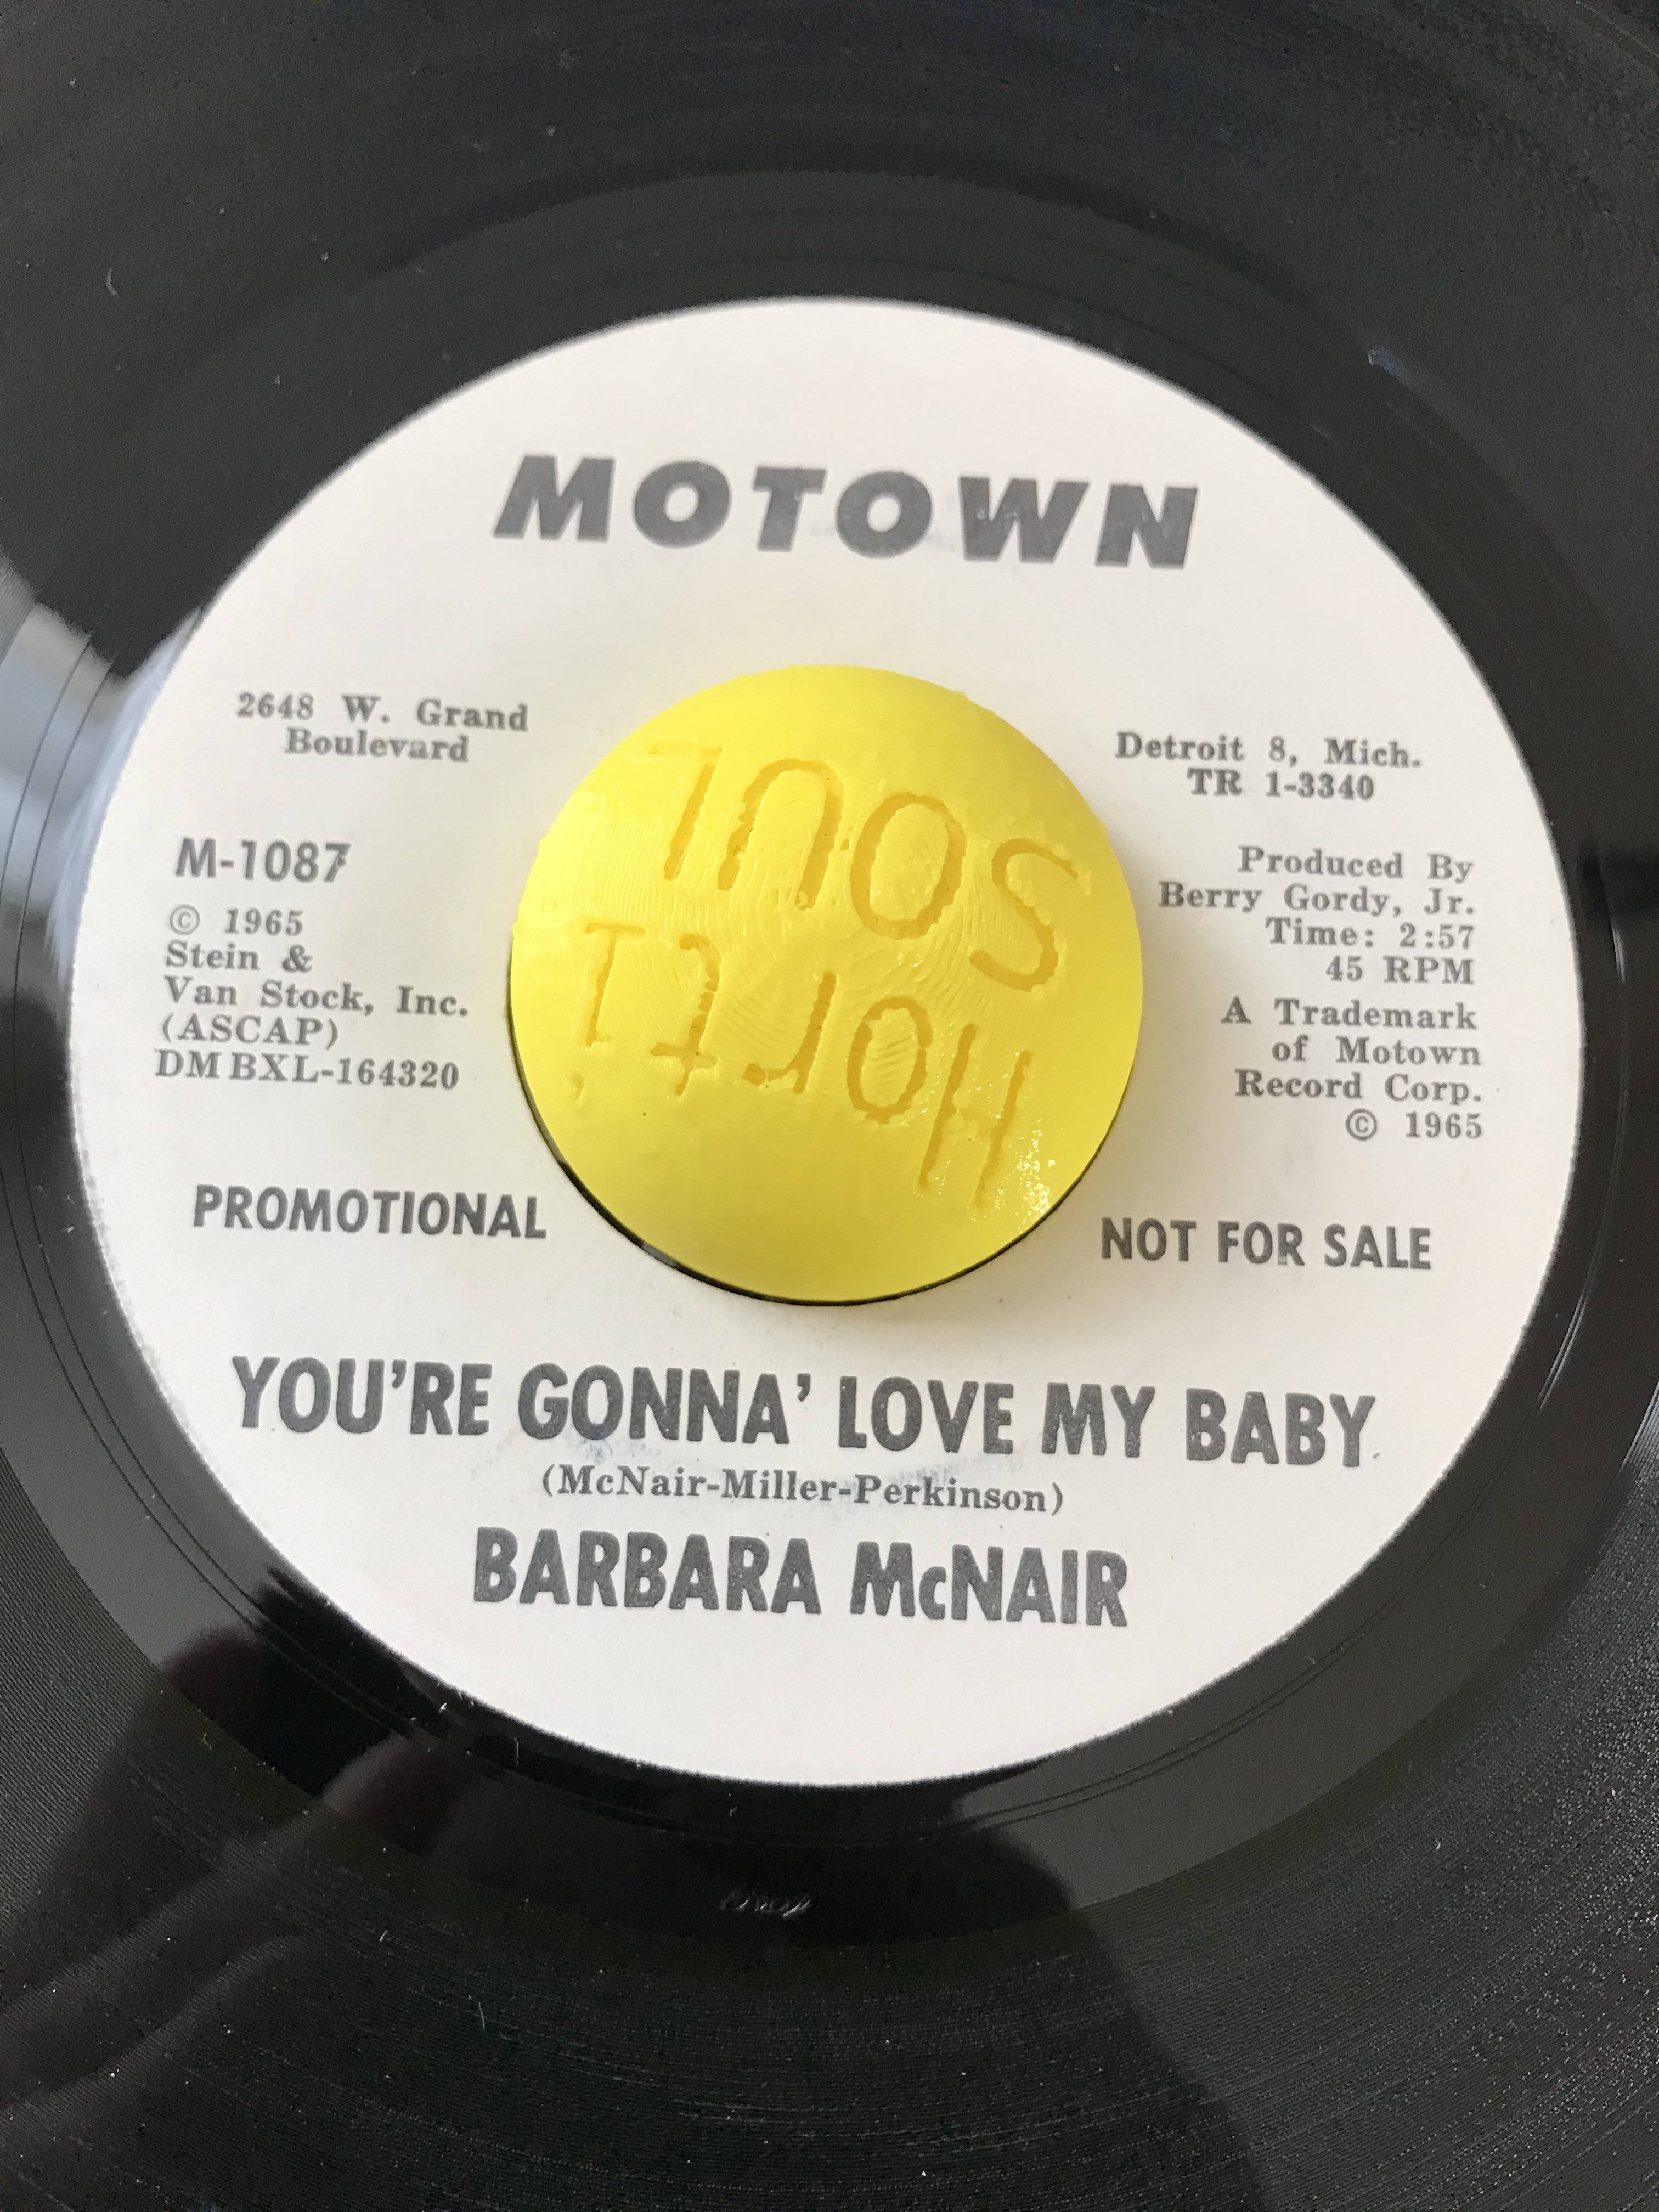 MOTOWN
2648 W. Grand
Boulevard
Detroit 8, Mich.
TR 1-3340
M-1087
© 1965
Stein &
Van Stock, Inc.
(ASCAP)
DM BXL-164320
Produced By
Berry Gordy, Jr.
Time: 2:57
45 RPM
A Trademark
of Motown
Record Corp.
© 1965
SOUL
PROMOTIONAL
NOT FOR SALE
YOU'RE GONNA' LOVE MY BABY
(McNair-Miller-Perkinson)
BARBARA McNAIR